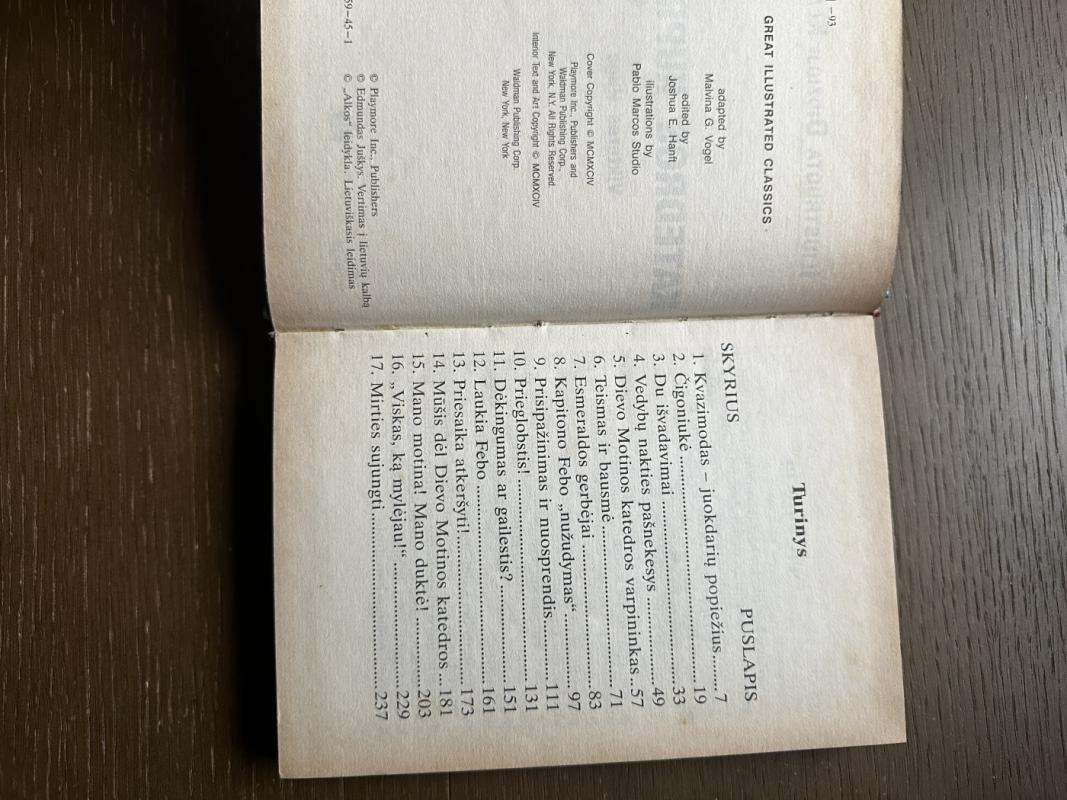 –93
GREAT ILLUSTRATED CLASSICS
adapted by
Malvina G. Vogel
edited by
Joshua E. Hanft
illustrations by
Pablo Marcos Studio
Cover Copyright © MCMXCIV
Playmore Inc., Publishers and
Waldman Publishing Corp.,
New York, N.Y. All Rights Reserved.
Interior Text and Art Copyright © MCMXCIV
Waldman Publishing Corp.
New York, New York
© Playmore Inc., Publishers
© Edmundas Juškys. Vertimas į lietuvių kalbą
59–45–1 © „Alkos“ leidykla. Lietuviškasis leidimas
Turinys
SKYRIUS PUSLAPIS
1. Kvazimodas – juokdarių popiežius........7
2. Čigoniukė........19
3. Du išvadavimai........33
4. Vedybų nakties pašnekesys........49
5. Dievo Motinos katedros varpininkas..57
6. Teismas ir bausmė........71
7. Esmeraldos gerbėjai........83
8. Kapitono Febo „nužudymas“........97
9. Prisipažinimas ir nuosprendis........111
10. Prieglobstis!........131
11. Dėkingumas ar gailestis?........151
12. Laukia Febo........161
13. Priesaika atkeršyti!........173
14. Mūšis dėl Dievo Motinos katedros...181
15. Mano motina! Mano duktė!........203
16. „Viskas, ką mylėjau!“........229
17. Mirties sujungti........237